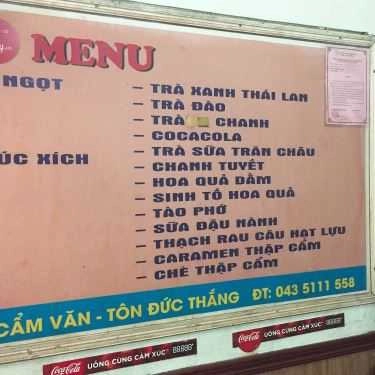 MENU
NGỌT
- TRÀ XANH THÁI LAN
- TRÀ ĐÀO
- TRÀ CHANH
- COCACOLA
ÚC XÍCH
- TRÀ SỮA TRÂN CHÂU
- CHANH TUYẾT
- HOA QUẢ DẦM
- SINH TỐ HOA QUẢ
- TÀO PHỚ
- SỮA ĐẬU NÀNH
- THẠCH RAU CÂU HẠT LỰU
- CARAMEN THẬP CẨM
- CHÈ THẬP CẨM
CẨM VĂN - TÔN ĐỨC THẮNG ĐT: 043 5111 558
Coca-Cola UỐNG CÙNG CẢM XÚC
Coca-Cola UỐNG CÙNG CẢM XÚC